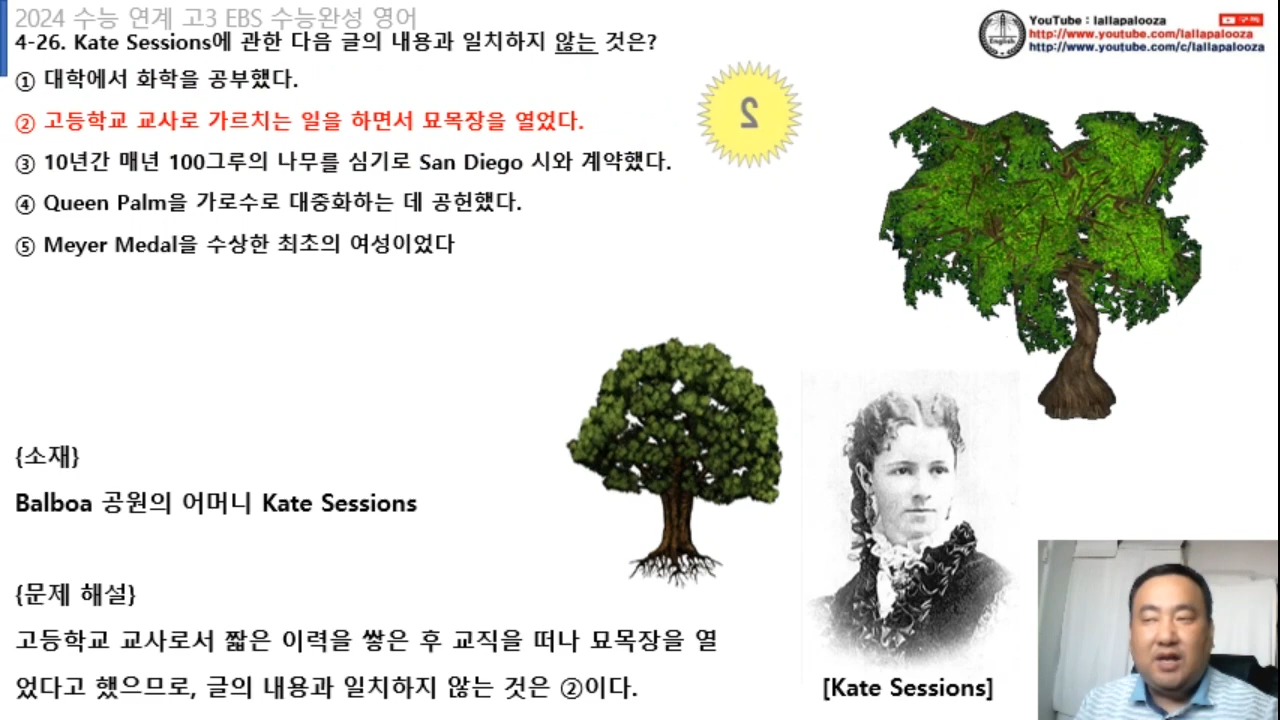 2024 수능 연계 고3 EBS 수능완성 영어
4-26. Kate Sessions에 관한 다음 글의 내용과 일치하지 않는 것은?
① 대학에서 화학을 공부했다.
② 고등학교 교사로 가르치는 일을 하면서 묘목장을 열었다.
③ 10년간 매년 100그루의 나무를 심기로 San Diego 시와 계약했다.
④ Queen Palm을 가로수로 대중화하는 데 공헌했다.
⑤ Meyer Medal을 수상한 최초의 여성이었다
YouTube : lallapalooza
구독
http://www.youtube.com/lallapalooza
http://www.youtube.com/c/lallapalooza
English
2
{소재}
Balboa 공원의 어머니 Kate Sessions
{문제 해설}
고등학교 교사로서 짧은 이력을 쌓은 후 교직을 떠나 묘목장을 열
었다고 했으므로, 글의 내용과 일치하지 않는 것은 ②이다.
[Kate Sessions]